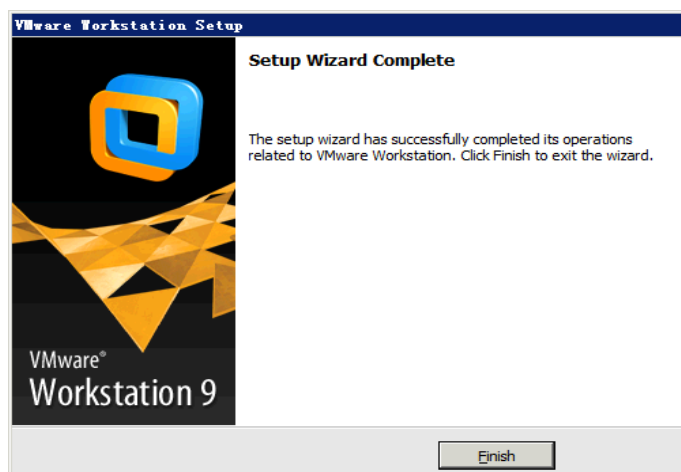 VMware Workstation Setup
Setup Wizard Complete
The setup wizard has successfully completed its operations
related to VMware Workstation. Click Finish to exit the wizard.
VMware®
Workstation 9
Finish